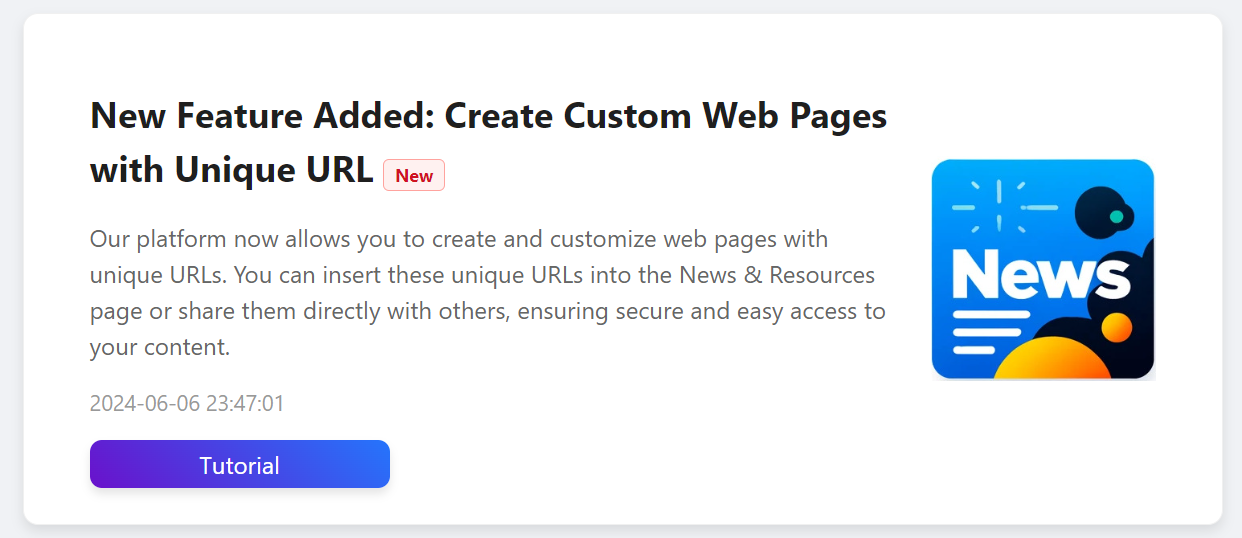 New Feature Added: Create Custom Web Pages
with Unique URL New
Our platform now allows you to create and customize web pages with
unique URLs. You can insert these unique URLs into the News & Resources
page or share them directly with others, ensuring secure and easy access to
your content.
2024-06-06 23:47:01
Tutorial
News